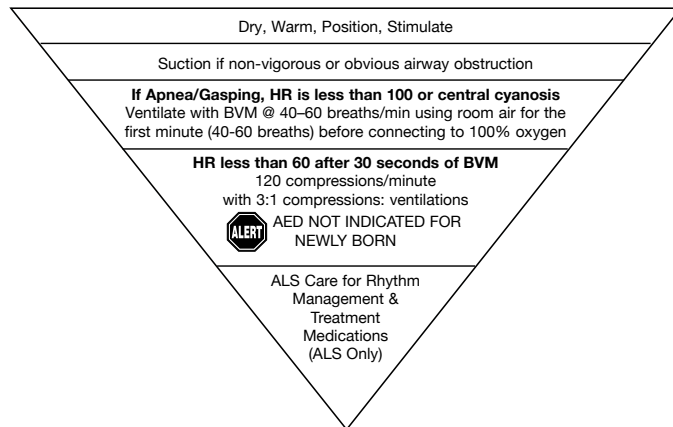 Dry, Warm, Position, Stimulate
Suction if non-vigorous or obvious airway obstruction
If Apnea/Gasping, HR is less than 100 or central cyanosis
Ventilate with BVM @ 40–60 breaths/min using room air for the
first minute (40-60 breaths) before connecting to 100% oxygen
HR less than 60 after 30 seconds of BVM
120 compressions/minute
with 3:1 compressions: ventilations
ALERT AED NOT INDICATED FOR
NEWLY BORN
ALS Care for Rhythm
Management &
Treatment
Medications
(ALS Only)